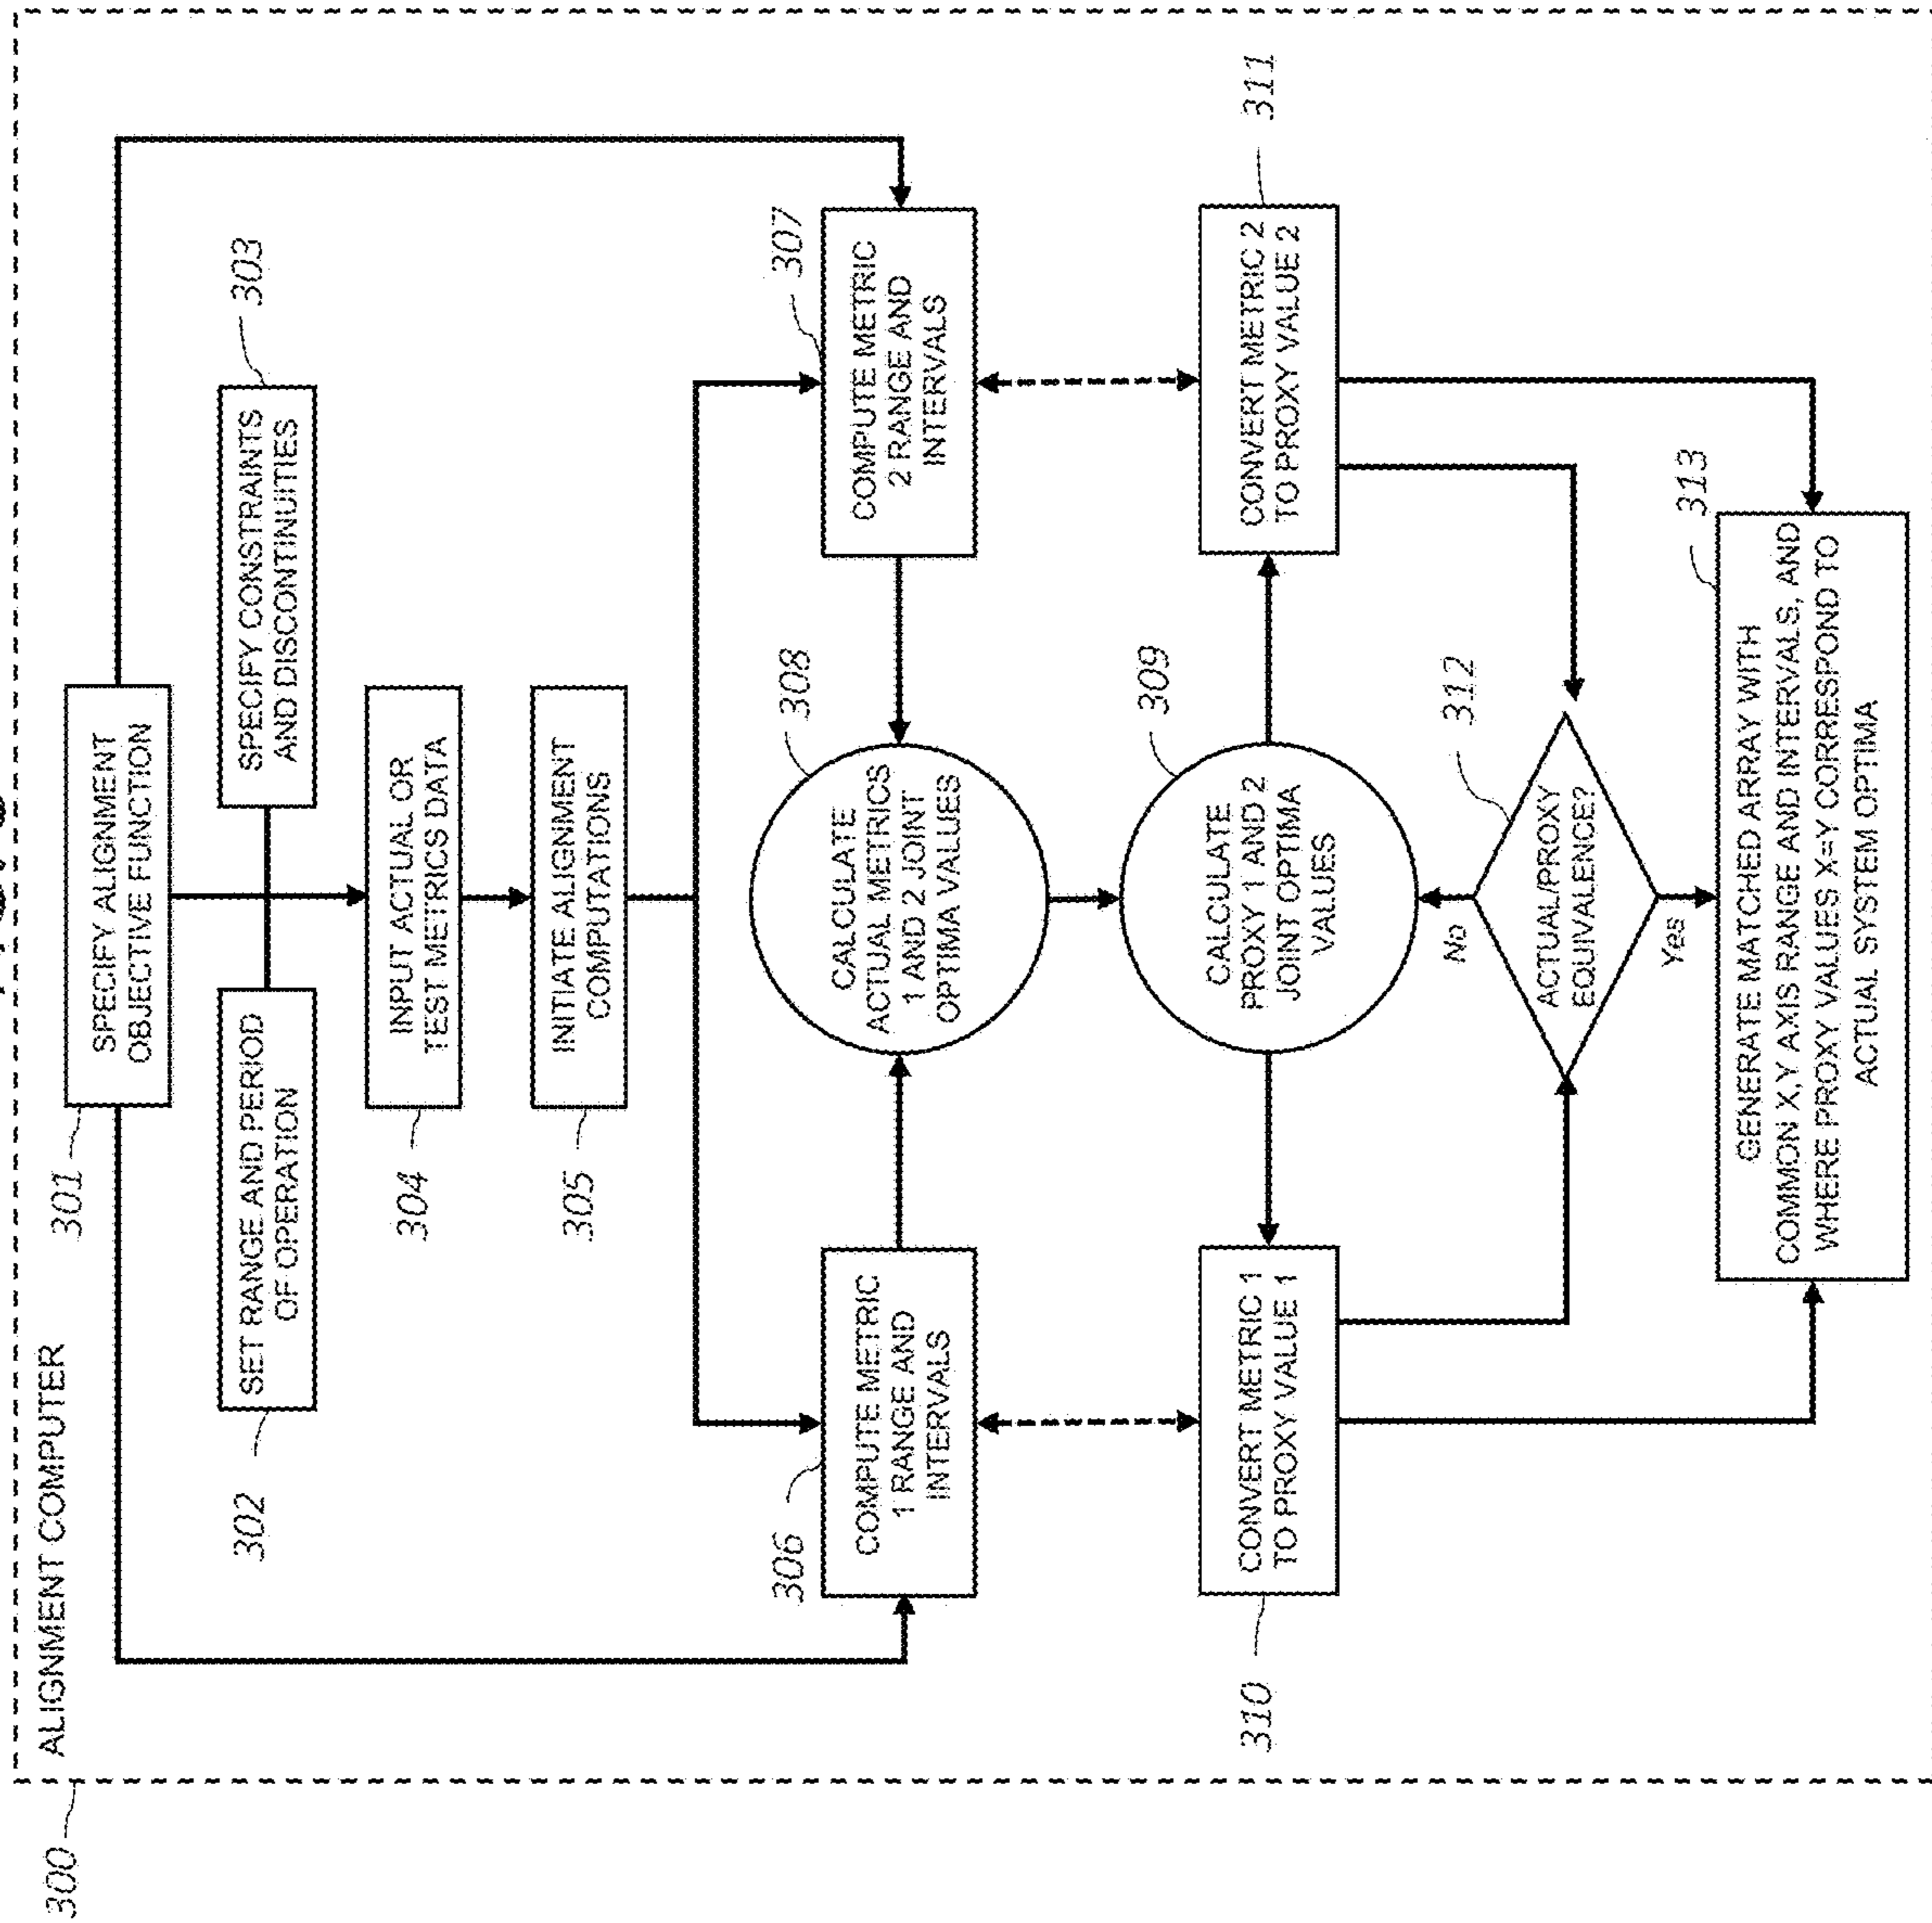 300
ALIGNMENT COMPUTER
301
SPECIFY ALIGNMENT
OBJECTIVE FUNCTION
302
SET RANGE AND PERIOD
OF OPERATION
303
SPECIFY CONSTRAINTS
AND DISCONTINUITIES
304
INPUT ACTUAL OR
TEST METRICS DATA
305
INITIATE ALIGNMENT
COMPUTATIONS
306
COMPUTE METRIC
1 RANGE AND
INTERVALS
308
CALCULATE
ACTUAL METRICS
1 AND 2 JOINT
OPTIMA VALUES
307
COMPUTE METRIC
2 RANGE AND
INTERVALS
310
CONVERT METRIC 1
TO PROXY VALUE 1
309
CALCULATE
PROXY 1 AND 2
JOINT OPTIMA
VALUES
311
CONVERT METRIC 2
TO PROXY VALUE 2
No
312
ACTUAL/PROXY
EQUIVALENCE?
Yes
313
GENERATE MATCHED ARRAY WITH
COMMON X,Y AXIS RANGE AND INTERVALS, AND
WHERE PROXY VALUES X=Y CORRESPOND TO
ACTUAL SYSTEM OPTIMA